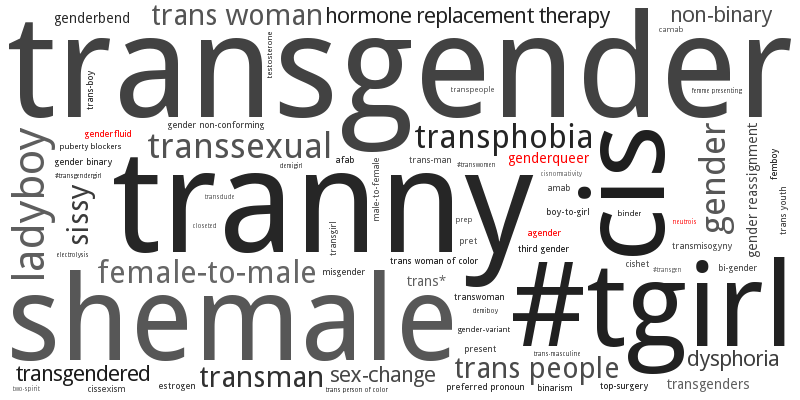 genderbend
trans woman
hormone replacement therapy
non-binary
transgender
testosterone
camab
trans-boy
transpeople
femme presenting
genderfluid
gender non-conforming
puberty blockers
transsexual
transphobia
cis
gender
gender reassignment
gender binary
demigirl
afab
trans-man
#transwomen
genderqueer
cisnormativity
femboy
ladyboy
#transgendergirl
tranny
male-to-female
amab
trans youth
sissy
transdude
closeted
transgirl
prep
boy-to-girl
binder
neutrois
pret
agender
third gender
transmisogyny
electrolysis
female-to-male
misgender
trans woman of color
cishet
#transgen
bi-gender
trans*
shemale
transwoman
#tgirl
demiboy
gender-variant
present
trans-masculine
trans people
dysphoria
transgendered
two-spirit
cissexism
estrogen
transman
sex-change
trans person of color
preferred pronoun
binarism
top-surgery
transgenders